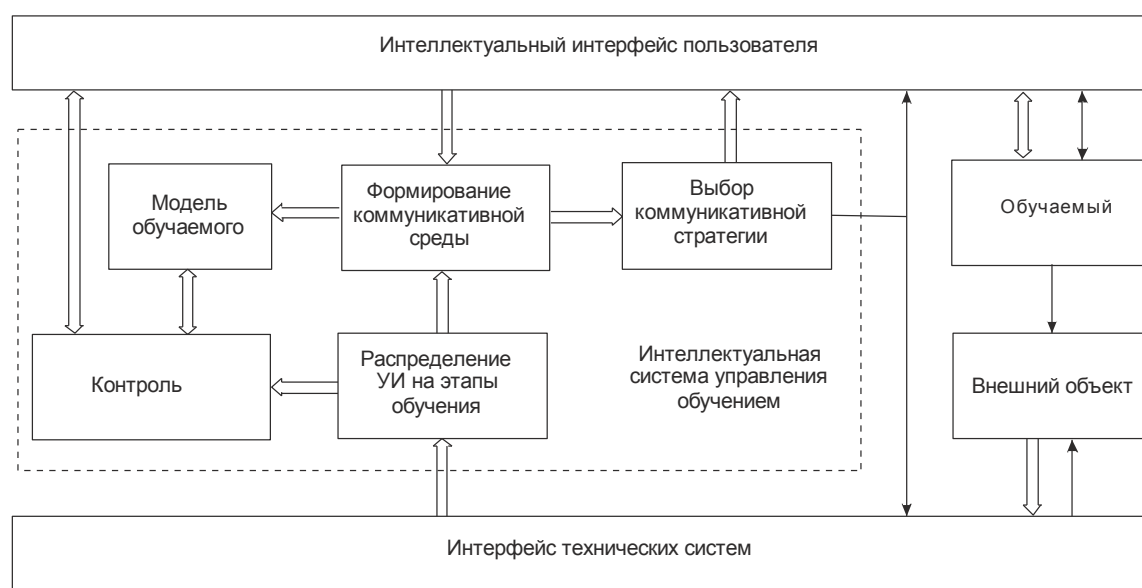 Интеллектуальный интерфейс пользователя
Модель
обучаемого
Формирование
коммуникативной
среды
Выбор
коммуникативной
стратегии
Обучаемый
Контроль
Распределение
УИ на этапы
обучения
Интеллектуальная
система управления
обучением
Внешний объект
Интерфейс технических систем